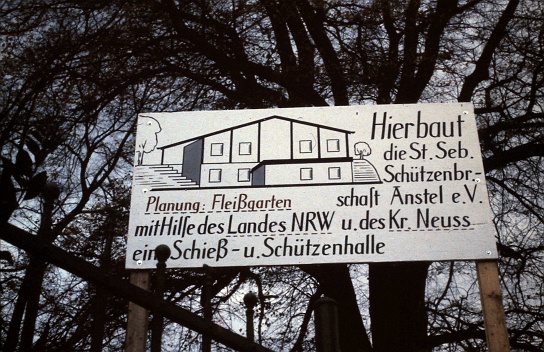 Hierbaut
die St. Seb.
Schützenbr.-
Planung: Fleißgarten schaft Anstel e.V.
mit Hilfe des Landes NRW u. des Kr. Neuss
eine Schieß- u. Schützenhalle